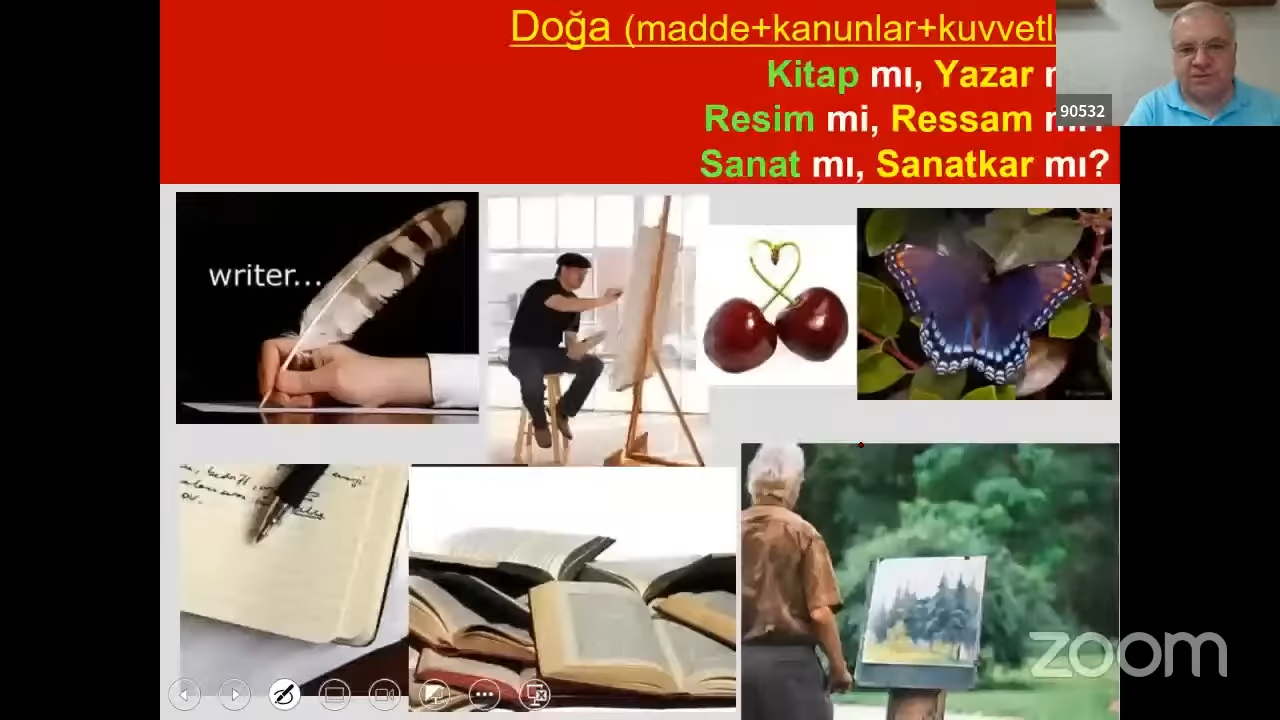 Doğa (madde+kanunlar+kuvvetl
Kitap mı, Yazar
Resim mi, Ressam
Sanat mı, Sanatkar mı?
90532
writer...
zoom